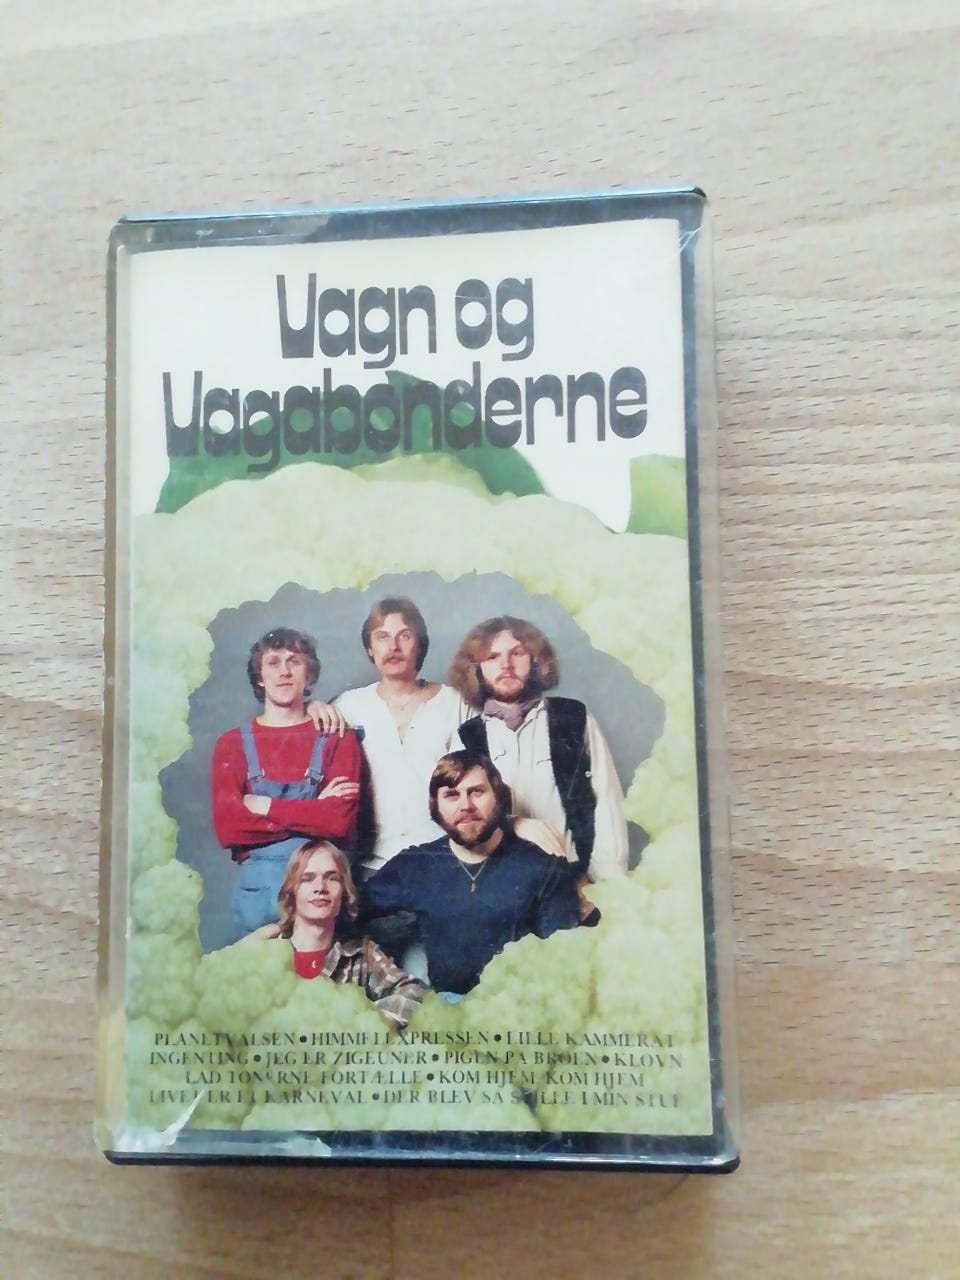 Vagn og
Vagabonderne
PLANETVALSEN • HIMMELEXPRESSEN • LILLE KAMMERAT
INGENTING • JEG ER ZIGEUNER • PIGEN PÅ BROEN • KLOVN
LAD TONERNE FORTÆLLE • KOM HJEM KOM HJEM
LIVET ER ET KARNEVAL • DER BLEV SÅ STILLE I MIN STUE